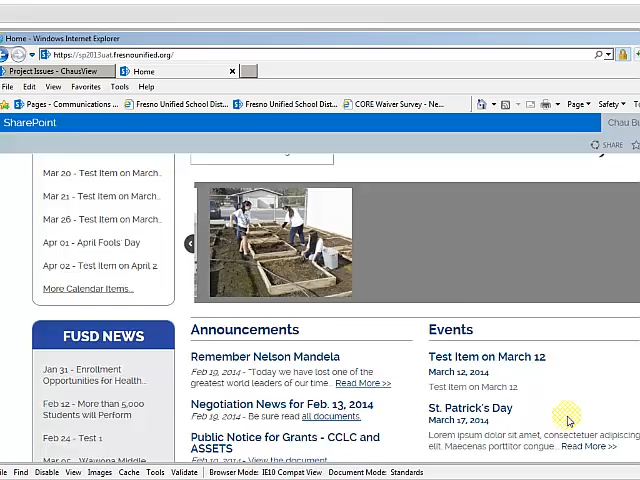 Home - Windows Internet Explorer
https://sp2013uat.fresnounified.org/
Project Issues - ChausView
Home
File Edit View Favorites Tools Help
Pages - Communications ...
Fresno Unified School Dist...
Fresno Unified School Dist...
CORE Waiver Survey - Ne...
Page
Safety
SharePoint
Chau Bu
SHARE
Mar 20 - Test Item on March...
Mar 21 - Test Item on March...
Mar 26 - Test Item on March...
Apr 01 - April Fools' Day
Apr 02 - Test Item on April 2
More Calendar Items...
FUSD NEWS
Jan 31 - Enrollment
Opportunities for Health...
Feb 12 - More than 5,000
Students will Perform
Feb 24 - Test 1
Announcements
Remember Nelson Mandela
Feb 19, 2014 - "Today we have lost one of the
greatest world leaders of our time... Read More >>
Negotiation News for Feb. 13, 2014
Feb 19, 2014 - Be sure read all documents.
Public Notice for Grants - CCLC and
ASSETS
Feb 19, 2014 - View the document
Events
Test Item on March 12
March 12, 2014
Test Item on March 12
St. Patrick's Day
March 17, 2014
Lorem ipsum dolor sit amet, consectetuer adipiscing
elit. Maecenas porttitor congue... Read More >>
File Find Disable View Images Cache Tools Validate Browser Mode: IE10 Compat View Document Mode: Standards